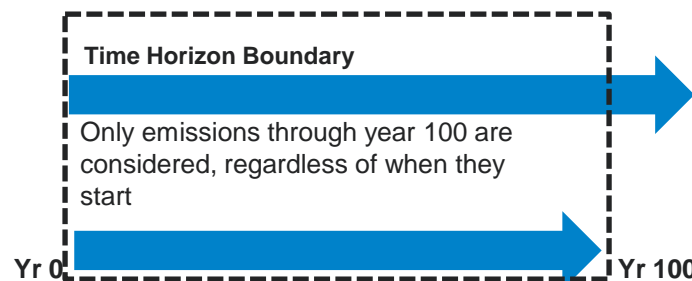 Time Horizon Boundary
Only emissions through year 100 are
considered, regardless of when they
start
Yr 0
Yr 100